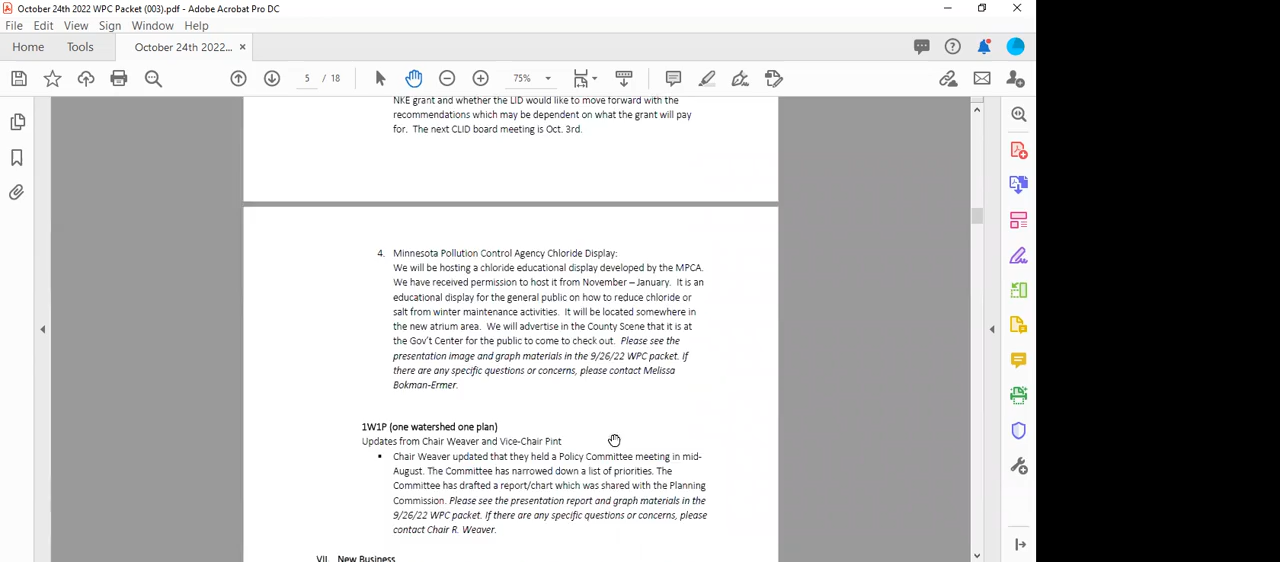 October 24th 2022 WPC Packet (003).pdf - Adobe Acrobat Pro DC
File Edit View Sign Window Help
Home Tools October 24th 2022... ×
5 / 18 75%
NKE grant and whether the LID would like to move forward with the
recommendations which may be dependent on what the grant will pay
for. The next CLID board meeting is Oct. 3rd.
4. Minnesota Pollution Control Agency Chloride Display:
We will be hosting a chloride educational display developed by the MPCA.
We have received permission to host it from November – January. It is an
educational display for the general public on how to reduce chloride or
salt from winter maintenance activities. It will be located somewhere in
the new atrium area. We will advertise in the County Scene that it is at
the Gov't Center for the public to come to check out. Please see the
presentation image and graph materials in the 9/26/22 WPC packet. If
there are any specific questions or concerns, please contact Melissa
Bokman-Ermer.
1W1P (one watershed one plan)
Updates from Chair Weaver and Vice-Chair Pint
▪ Chair Weaver updated that they held a Policy Committee meeting in mid-
August. The Committee has narrowed down a list of priorities. The
Committee has drafted a report/chart which was shared with the Planning
Commission. Please see the presentation report and graph materials in the
9/26/22 WPC packet. If there are any specific questions or concerns, please
contact Chair R. Weaver.
VII. New Business